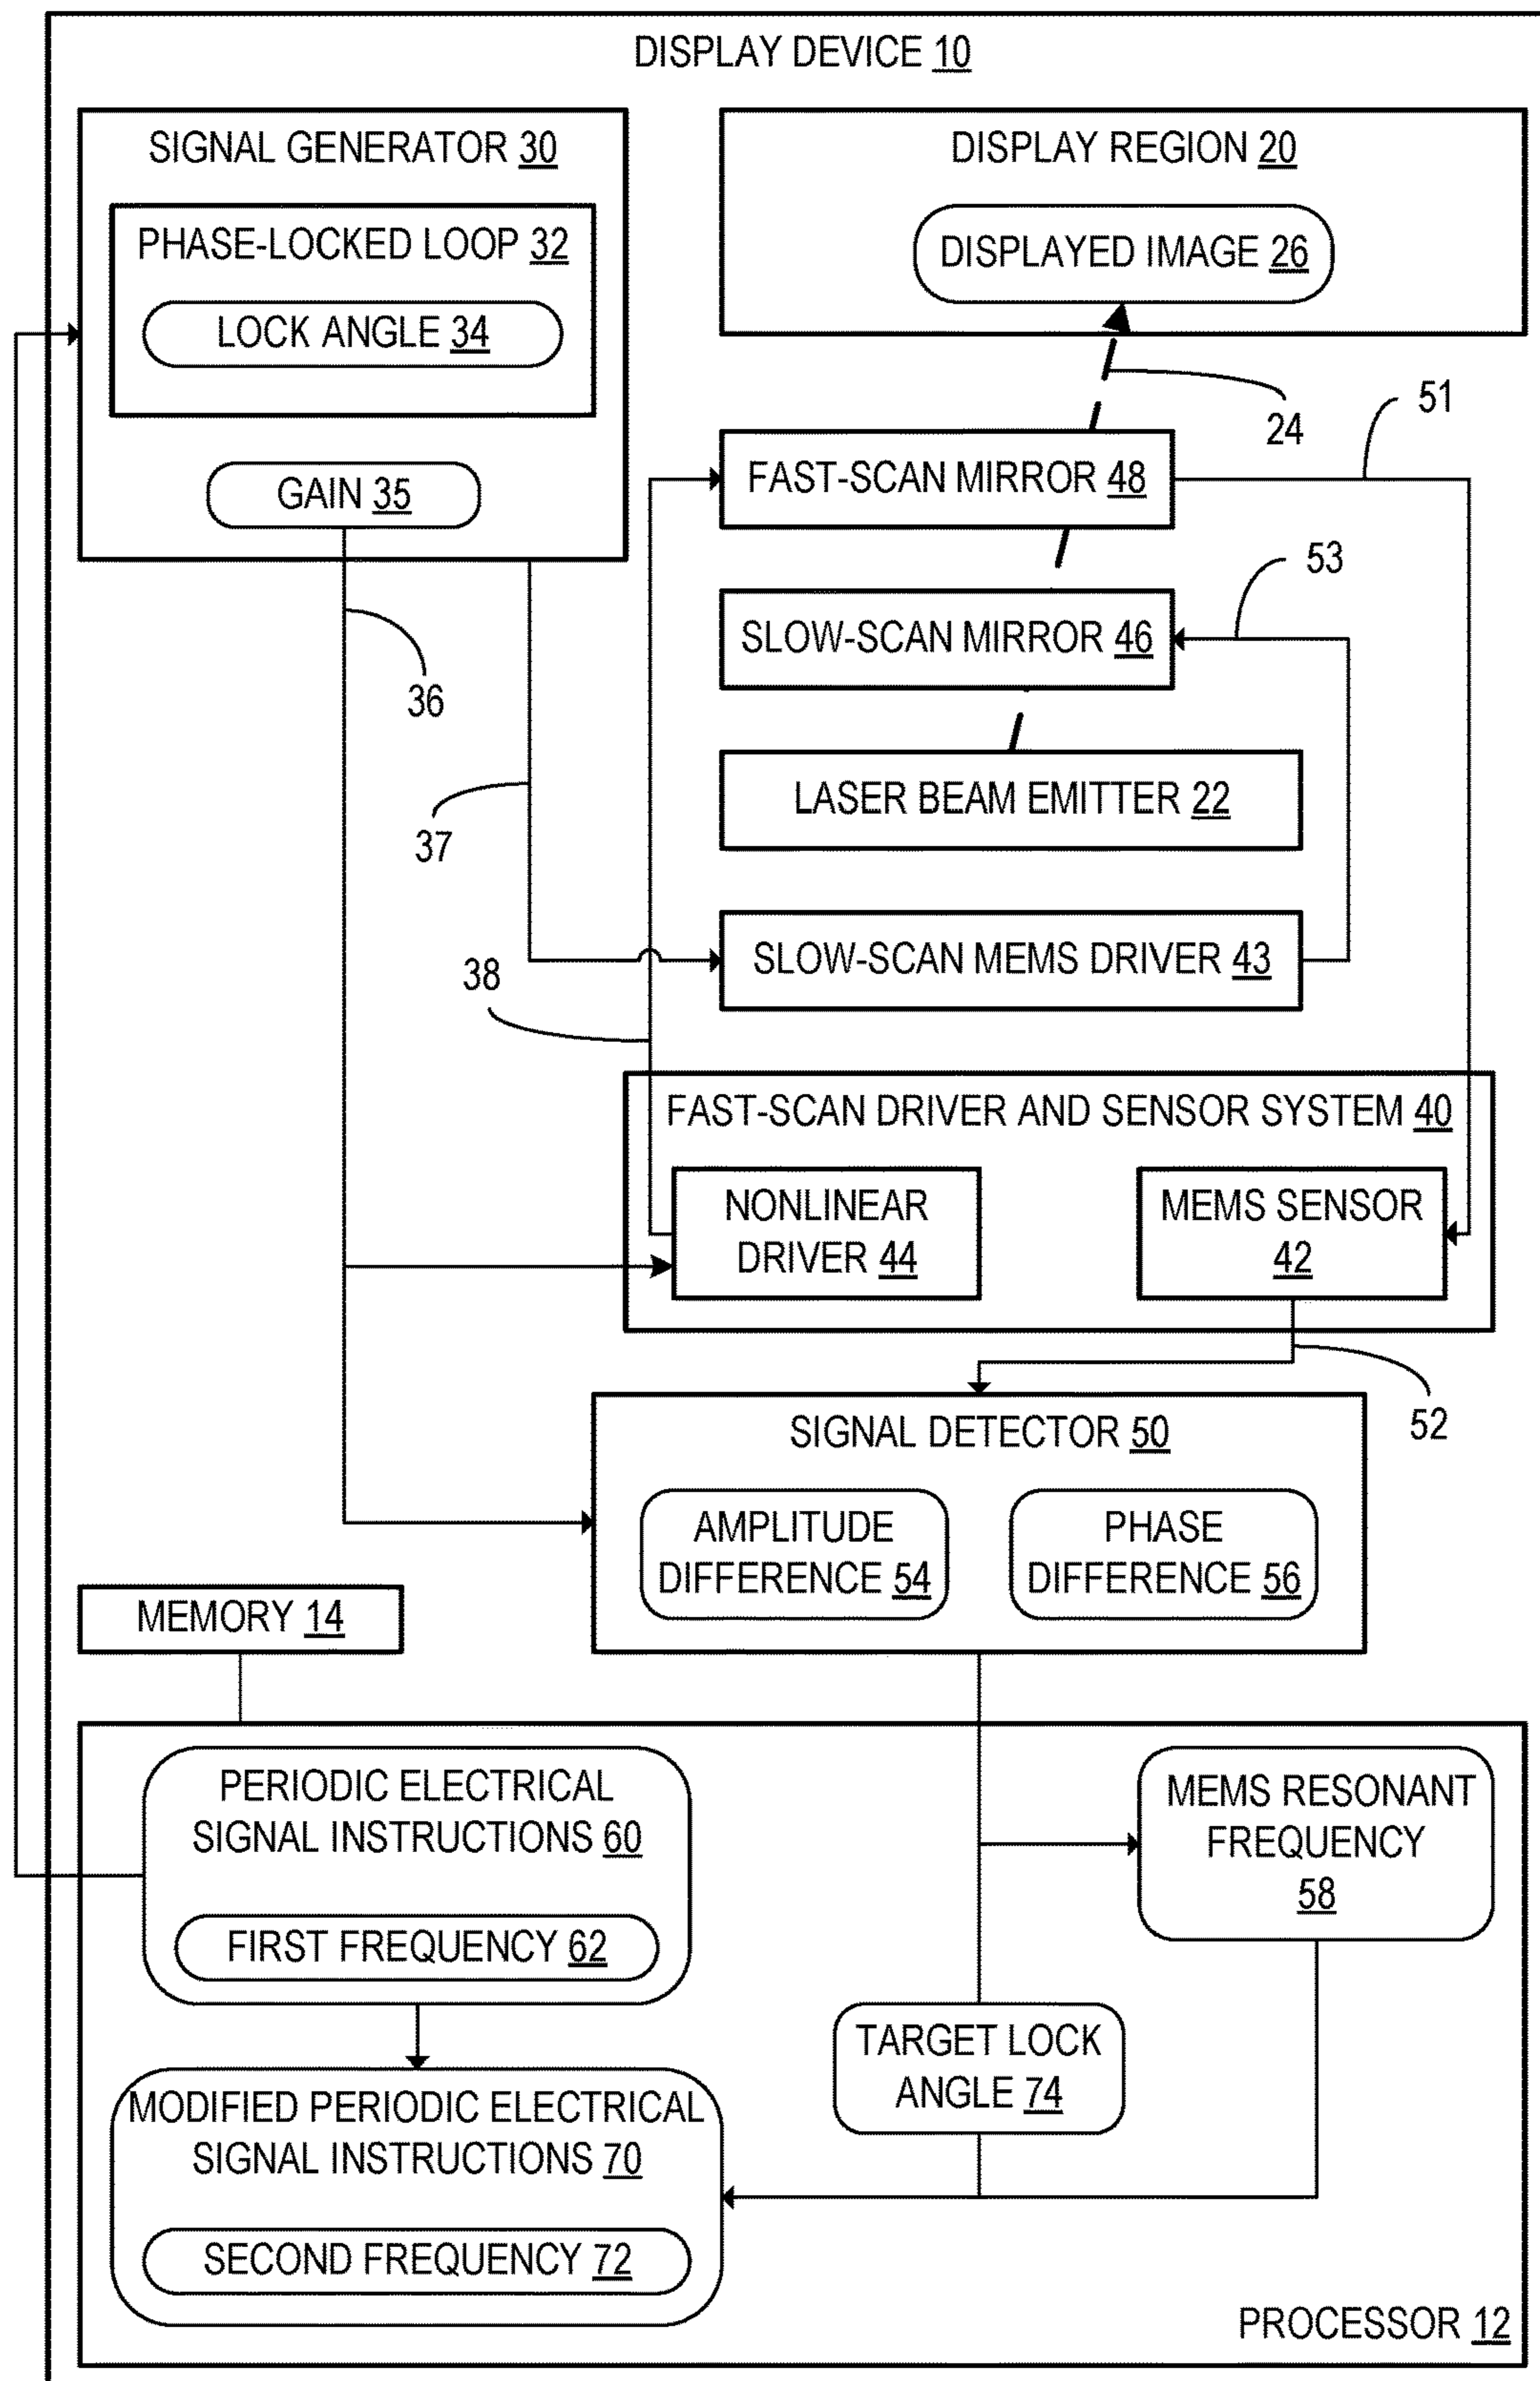 DISPLAY DEVICE 10
SIGNAL GENERATOR 30
PHASE-LOCKED LOOP 32
LOCK ANGLE 34
GAIN 35
DISPLAY REGION 20
DISPLAYED IMAGE 26
24
51
FAST-SCAN MIRROR 48
53
SLOW-SCAN MIRROR 46
36
LASER BEAM EMITTER 22
37
SLOW-SCAN MEMS DRIVER 43
38
FAST-SCAN DRIVER AND SENSOR SYSTEM 40
NONLINEAR
DRIVER 44
MEMS SENSOR
42
52
SIGNAL DETECTOR 50
AMPLITUDE
DIFFERENCE 54
PHASE
DIFFERENCE 56
MEMORY 14
PERIODIC ELECTRICAL
SIGNAL INSTRUCTIONS 60
FIRST FREQUENCY 62
MEMS RESONANT
FREQUENCY
58
TARGET LOCK
ANGLE 74
MODIFIED PERIODIC ELECTRICAL
SIGNAL INSTRUCTIONS 70
SECOND FREQUENCY 72
PROCESSOR 12